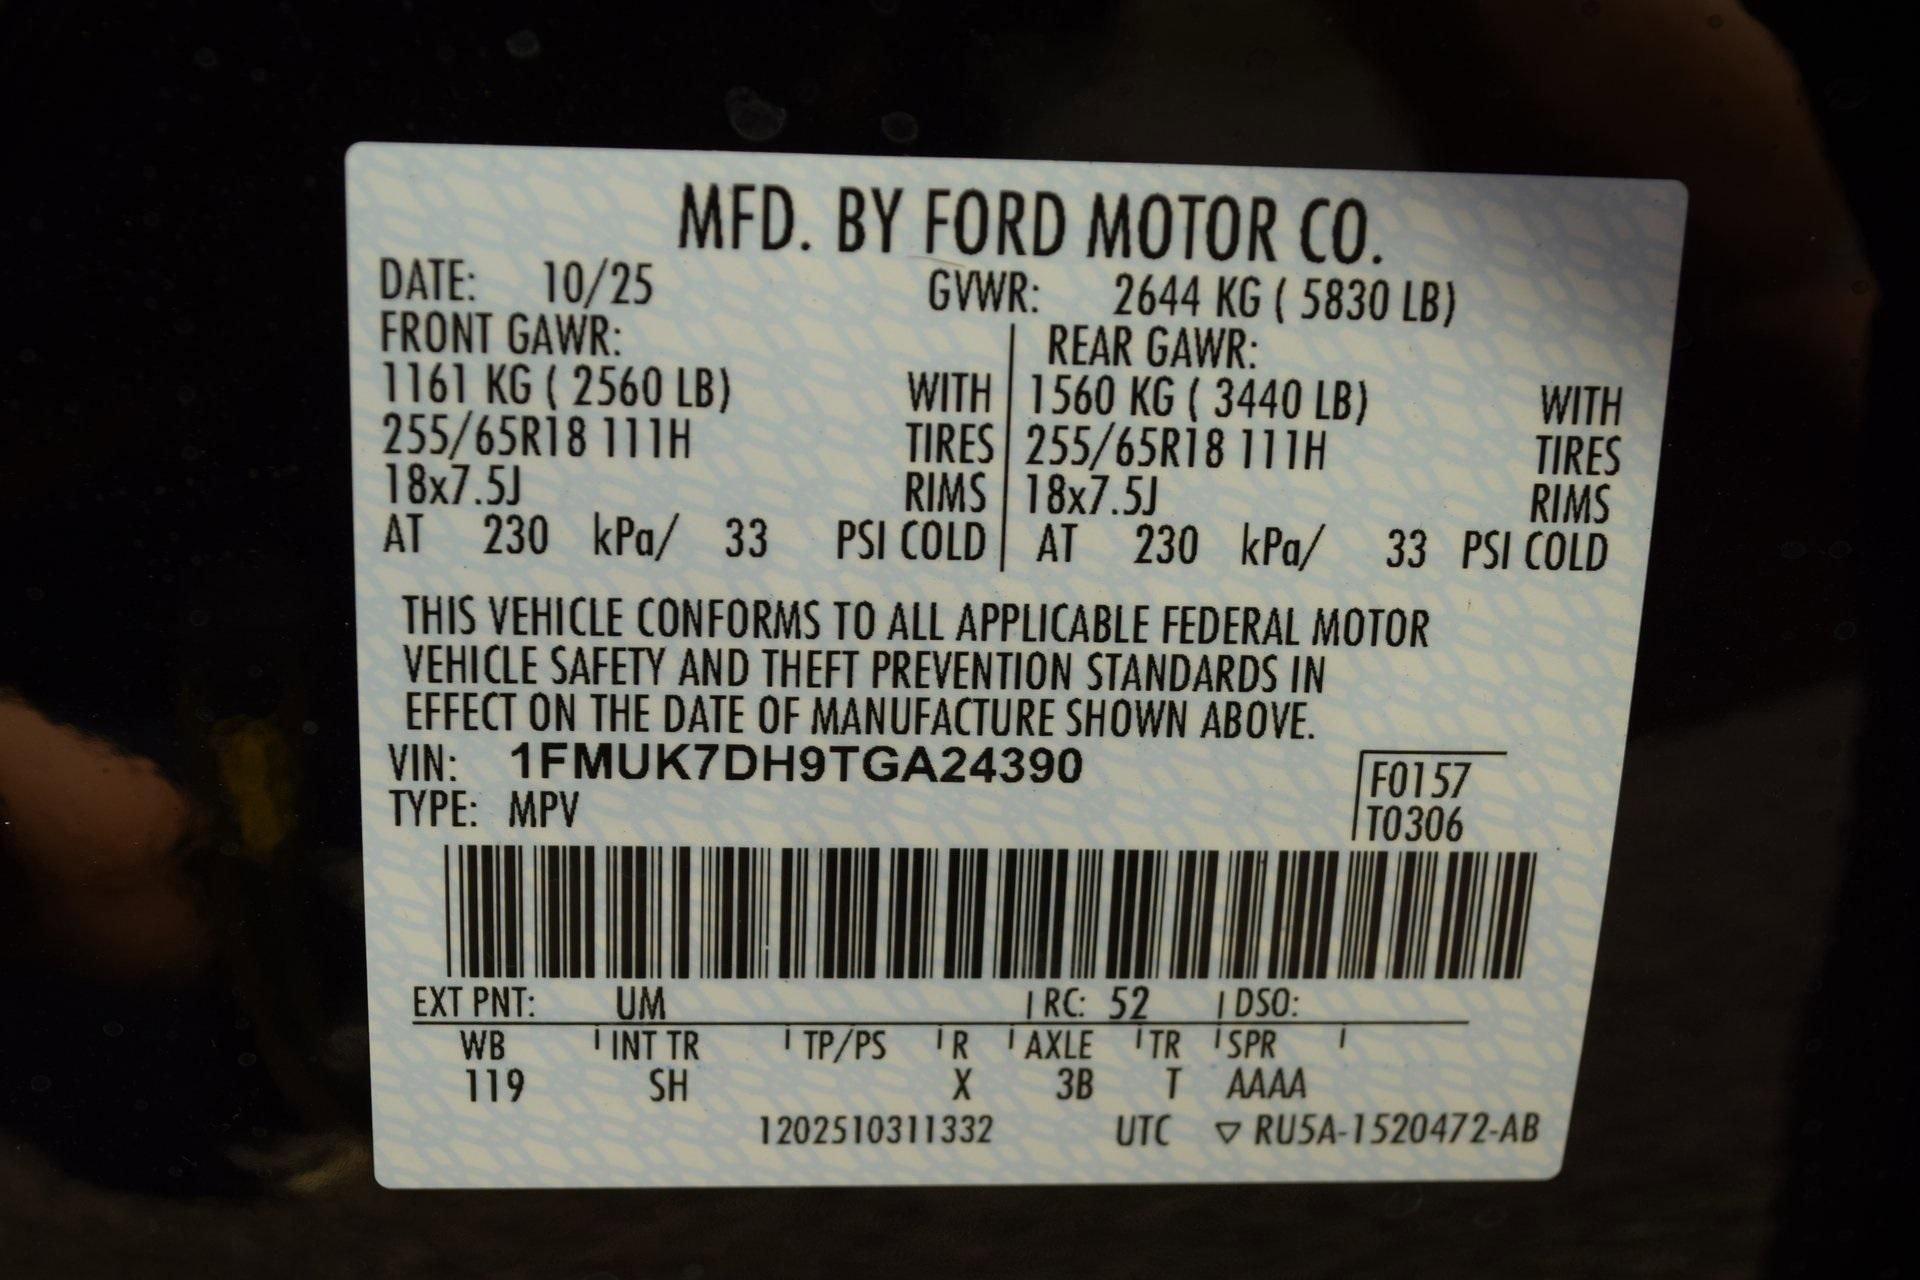 MFD. BY FORD MOTOR CO.
DATE: 10/25 GVWR: 2644 KG ( 5830 LB)
FRONT GAWR: REAR GAWR:
1161 KG ( 2560 LB) WITH 1560 KG ( 3440 LB) WITH
255/65R18 111H TIRES 255/65R18 111H TIRES
18x7.5J RIMS 18x7.5J RIMS
AT 230 kPa/ 33 PSI COLD AT 230 kPa/ 33 PSI COLD
THIS VEHICLE CONFORMS TO ALL APPLICABLE FEDERAL MOTOR
VEHICLE SAFETY AND THEFT PREVENTION STANDARDS IN
EFFECT ON THE DATE OF MANUFACTURE SHOWN ABOVE.
VIN: 1FMUK7DH9TGA24390 F0157
TYPE: MPV T0306
EXT PNT: UM RC: 52 DSO:
WB INT TR TP/PS R AXLE TR SPR
119 SH X 3B T AAAA
1202510311332 UTC ▽ RU5A-1520472-AB